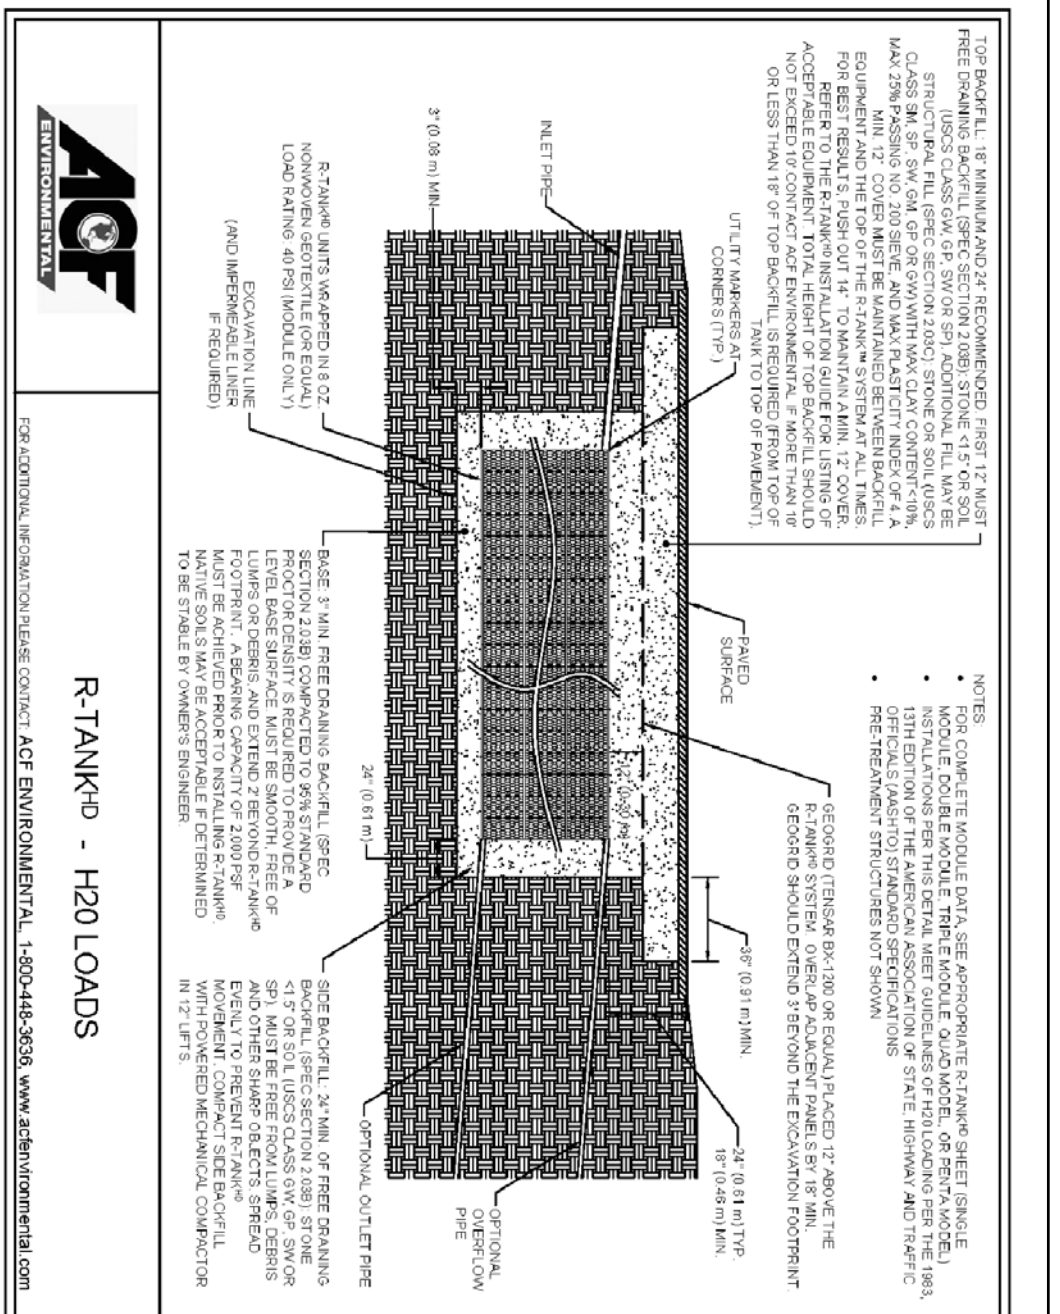 TOP BACKFILL: 18" MINIMUM AND 24" RECOMMENDED. FIRST 12" MUST
FREE DRAINING BACKFILL (SPEC SECTION 2.03B): STONE <1.5" OR SOIL
(USCS CLASS GW, GP, SW OR SP). ADDITIONAL FILL MAY BE
STRUCTURAL FILL (SPEC SECTION 2.03C): STONE OR SOIL (USCS
CLASS SM, SP, SW, GM, GP OR GW) WITH MAX CLAY CONTENT<10%,
MAX 25% PASSING NO. 200 SIEVE, AND MAX PLASTICITY INDEX OF 4. A
MIN. 12" COVER MUST BE MAINTAINED BETWEEN BACKFILL
EQUIPMENT AND THE TOP OF THE R-TANK™ SYSTEM AT ALL TIMES.
FOR BEST RESULTS, PUSH OUT 14" TO MAINTAIN A MIN. 12" COVER.
REFER TO THE R-TANKHD INSTALLATION GUIDE FOR LISTING OF
ACCEPTABLE EQUIPMENT. TOTAL HEIGHT OF TOP BACKFILL SHOULD
NOT EXCEED 10'. CONTACT ACF ENVIRONMENTAL IF MORE THAN 10'
OR LESS THAN 18" OF TOP BACKFILL IS REQUIRED (FROM TOP OF
TANK TO TOP OF PAVEMENT).
NOTES:
• FOR COMPLETE MODULE DATA, SEE APPROPRIATE R-TANKHD SHEET (SINGLE
MODULE, DOUBLE MODULE, TRIPLE MODULE, QUAD MODEL, OR PENTA MODEL)
• INSTALLATIONS PER THIS DETAIL MEET GUIDELINES OF H20 LOADING PER THE 1983,
13TH EDITION OF THE AMERICAN ASSOCIATION OF STATE, HIGHWAY AND TRAFFIC
OFFICIALS (AASHTO) STANDARD SPECIFICATIONS
• PRE-TREATMENT STRUCTURES NOT SHOWN
GEOGRID (TENSAR BX-1200 OR EQUAL) PLACED 12" ABOVE THE
R-TANKHD SYSTEM. OVERLAP ADJACENT PANELS BY 18" MIN.
GEOGRID SHOULD EXTEND 3' BEYOND THE EXCAVATION FOOTPRINT.
PAVED
SURFACE
UTILITY MARKERS AT
CORNERS (TYP.)
36" (0.91 m) MIN.
24" (0.61 m) TYP.
18" (0.46 m) MIN.
INLET PIPE
12" (0.30 m)
OPTIONAL
OVERFLOW
PIPE
3" (0.08 m) MIN
24" (0.61 m)
OPTIONAL OUTLET PIPE
R-TANKHD UNITS WRAPPED IN 8 OZ.
NONWOVEN GEOTEXTILE (OR EQUAL)
LOAD RATING: 40 PSI (MODULE ONLY)
EXCAVATION LINE
(AND IMPERMEABLE LINER
IF REQUIRED)
BASE: 3" MIN. FREE DRAINING BACKFILL (SPEC
SECTION 2.03B) COMPACTED TO 95% STANDARD
PROCTOR DENSITY IS REQUIRED TO PROVIDE A
LEVEL BASE SURFACE. MUST BE SMOOTH, FREE OF
LUMPS OR DEBRIS, AND EXTEND 2' BEYOND R-TANKHD
FOOTPRINT. A BEARING CAPACITY OF 2,000 PSF
MUST BE ACHIEVED PRIOR TO INSTALLING R-TANKHD.
NATIVE SOILS MAY BE ACCEPTABLE IF DETERMINED
TO BE STABLE BY OWNER'S ENGINEER.
SIDE BACKFILL: 24" MIN. OF FREE DRAINING
BACKFILL (SPEC SECTION 2.03B): STONE
<1.5" OR SOIL (USCS CLASS GW, GP, SW OR
SP). MUST BE FREE FROM LUMPS, DEBRIS
AND OTHER SHARP OBJECTS. SPREAD
EVENLY TO PREVENT R-TANKHD
MOVEMENT. COMPACT SIDE BACKFILL
WITH POWERED MECHANICAL COMPACTOR
IN 12" LIFTS.
ACF
ENVIRONMENTAL
R-TANKHD - H20 LOADS
FOR ADDITIONAL INFORMATION PLEASE CONTACT: ACF ENVIRONMENTAL, 1-800-448-3636, www.acfenvironmental.com